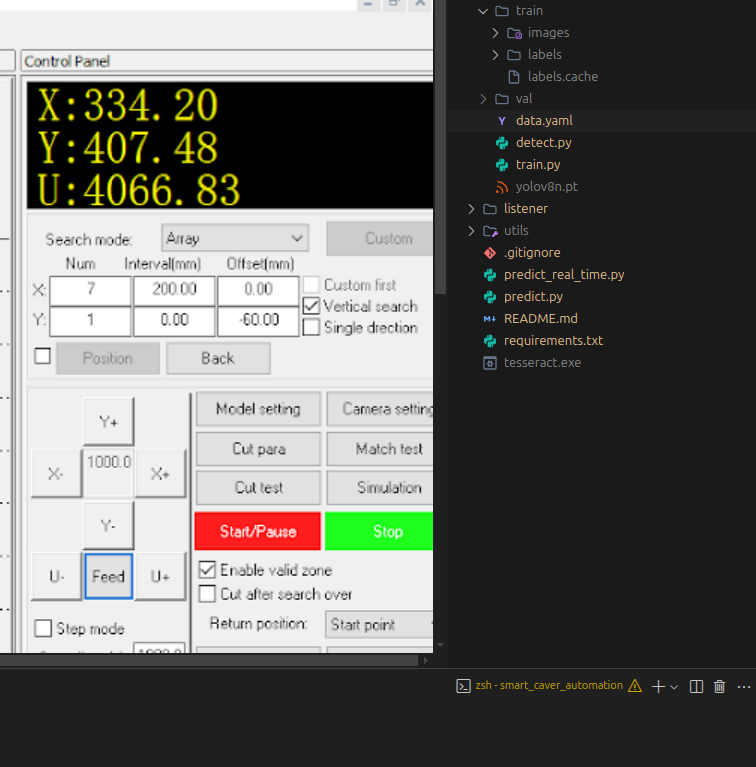 Control Panel
X:334.20
Y:407.48
U:4066.83
Search mode: Array Custom
Num Interval(mm) Offset(mm)
X: 7 200.00 0.00 Custom first
Vertical search
Y: 1 0.00 -60.00
Single drection
Position Back
Y+
X- 1000.0 X+
Y-
U- Feed U+
Step mode
Model setting Camera setting
Cut para Match test
Cut test Simulation
Start/Pause Stop
Enable valid zone
Cut after search over
Return position: Start point
train
images
labels
labels.cache
val
data.yaml
detect.py
train.py
yolov8n.pt
listener
utils
.gitignore
predict_real_time.py
predict.py
README.md
requirements.txt
tesseract.exe
zsh - smart_caver_automation